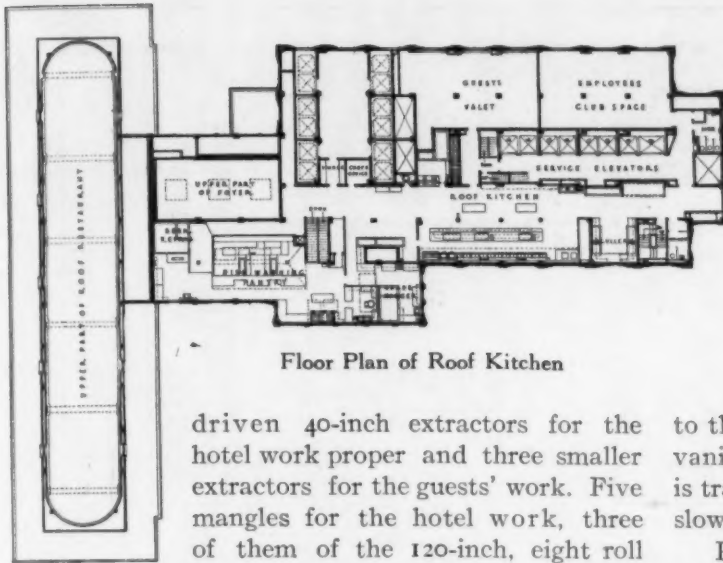 GUESTS
VALET
EMPLOYEES
CLUB SPACE
SERVICE ELEVATORS
UPPER PART
OF FOYER
ROOF KITCHEN
UPPER PART OF ROOF RESTAURANT
DISH WASHING
PANTRY
Floor Plan of Roof Kitchen
driven 40-inch extractors for the
hotel work proper and three smaller
extractors for the guests' work. Five
mangles for the hotel work, three
of them of the 120-inch, eight roll
to th
vani
is tra
slow